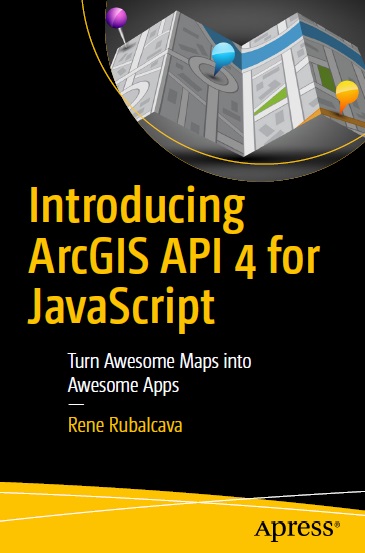 Introducing
ArcGIS API 4 for
JavaScript
Turn Awesome Maps into
Awesome Apps
Rene Rubalcava
Apress®